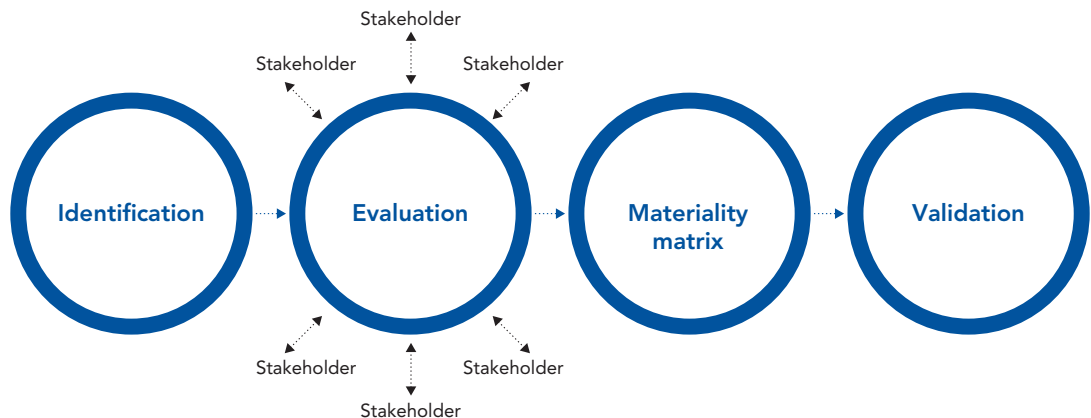 Stakeholder
Stakeholder
Stakeholder
Identification
Evaluation
Materiality
matrix
Validation
Stakeholder
Stakeholder
Stakeholder